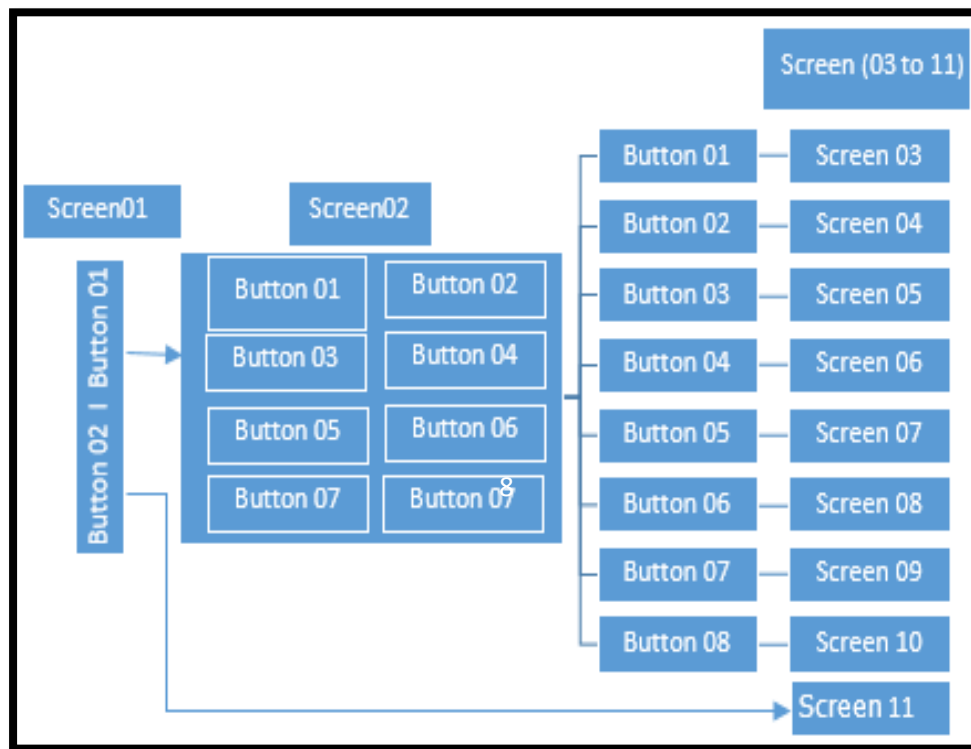 Screen (03 to 11)
Screen01
Screen02
Button 02 I Button 01
Button 01
Button 02
Button 03
Button 04
Button 05
Button 06
Button 07
Button 07
8
Button 01
Screen 03
Button 02
Screen 04
Button 03
Screen 05
Button 04
Screen 06
Button 05
Screen 07
Button 06
Screen 08
Button 07
Screen 09
Button 08
Screen 10
Screen 11